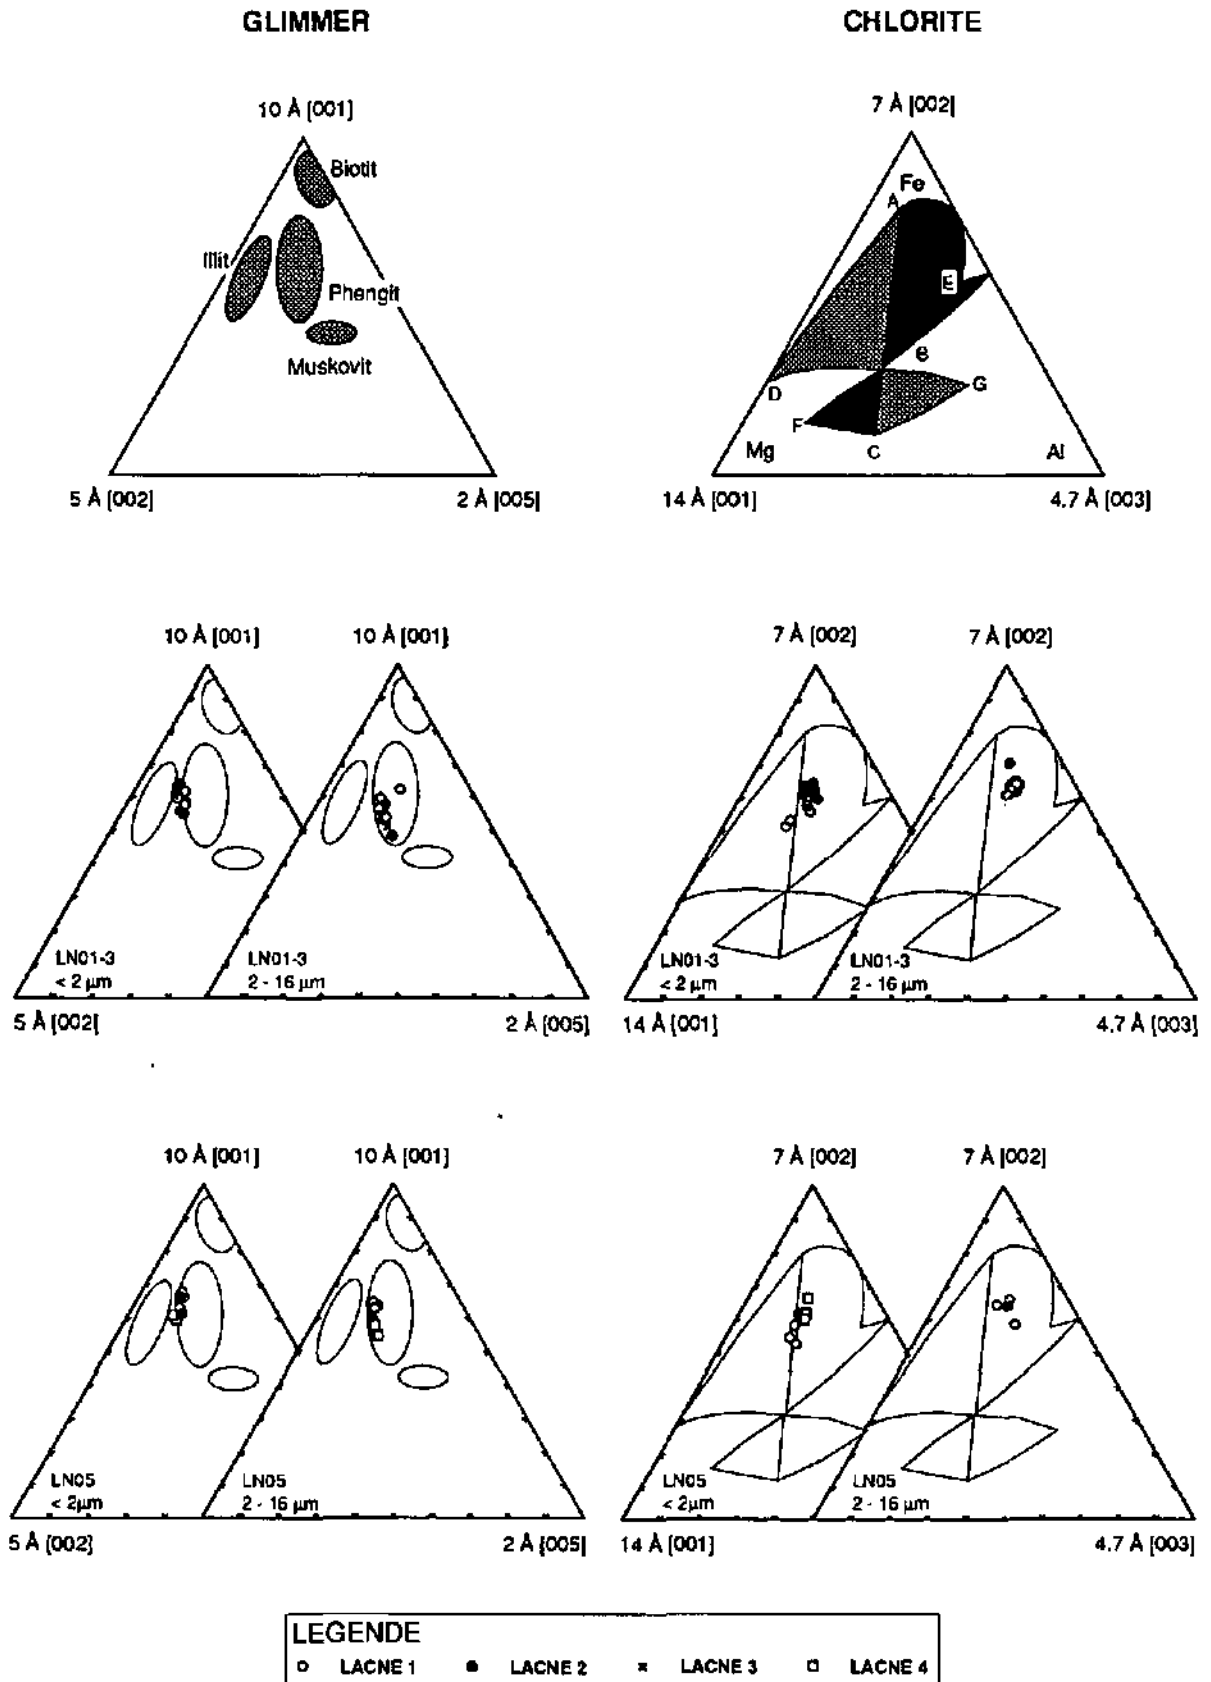 GLIMMER
CHLORITE
10 Å [001]
7 Å [002]
Biotit
Illit
Phengit
Muskovit
Fe
A
E
B
D
G
F
C
Mg
Al
5 Å [002]
2 Å [005]
14 Å [001]
4.7 Å [003]
10 Å [001]
10 Å [001]
7 Å [002]
7 Å [002]
LN01-3
< 2 µm
LN01-3
2 - 16 µm
LN01-3
< 2 µm
LN01-3
2 - 16 µm
5 Å [002]
2 Å [005]
14 Å [001]
4.7 Å [003]
10 Å [001]
10 Å [001]
7 Å [002]
7 Å [002]
LN05
< 2µm
LN05
2 - 16 µm
LN05
< 2µm
LN05
2 - 16 µm
5 Å [002]
2 Å [005]
14 Å [001]
4.7 Å [003]
LEGENDE
LACNE 1 LACNE 2 LACNE 3 LACNE 4